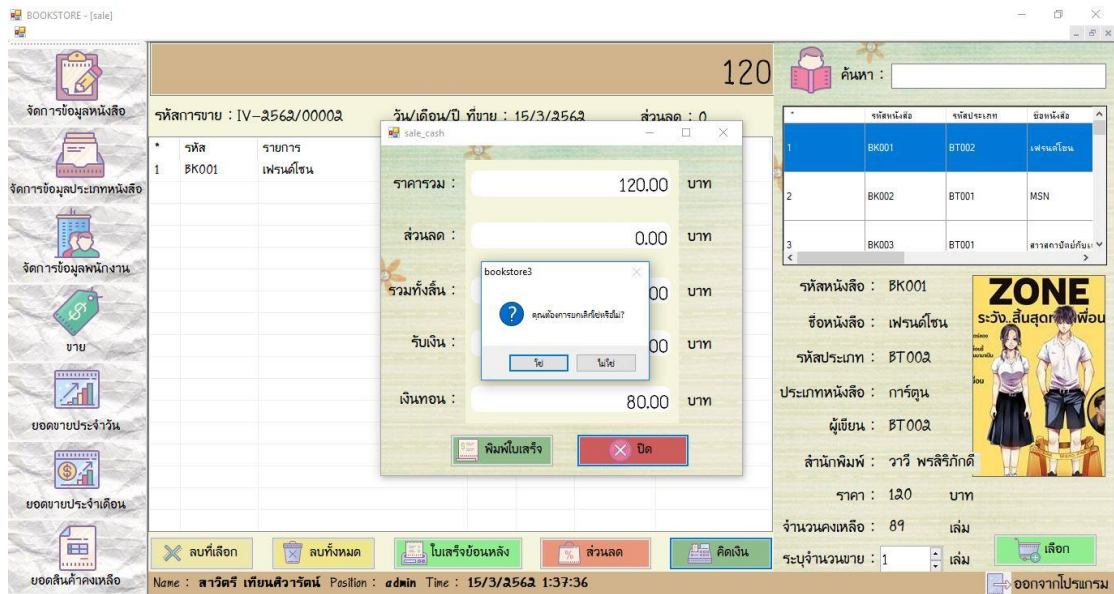 BOOKSTORE - [sale]
จัดการข้อมูลหนังสือ
จัดการข้อมูลประเภทหนังสือ
จัดการข้อมูลพนักงาน
ขาย
ยอดขายประจำวัน
ยอดขายประจำเดือน
ยอดสินค้าคงเหลือ
120
รหัสการขาย : IV-2562/00002 วัน/เดือน/ปี ที่ขาย : 15/3/2562 ส่วนลด : 0
* รหัส รายการ
1 BK001 เฟรนด์โซน
sale_cash
ราคารวม : 120.00 บาท
ส่วนลด : 0.00 บาท
รวมทั้งสิ้น : 00 บาท
รับเงิน : 00 บาท
เงินทอน : 80.00 บาท
พิมพ์ใบเสร็จ ปิด
bookstore3
คุณต้องการยกเลิกใช่หรือไม่?
ใช่ ไม่ใช่
ลบที่เลือก ลบทั้งหมด ใบเสร็จย้อนหลัง ส่วนลด คิดเงิน
Name : สาวิตรี เทียนศิวารัตน์ Position : admin Time : 15/3/2562 1:37:36
ค้นหา :
* รหัสหนังสือ รหัสประเภท ชื่อหนังสือ
1 BK001 BT002 เฟรนด์โซน
2 BK002 BT001 MSN
3 BK003 BT001
รหัสหนังสือ : BK001
ชื่อหนังสือ : เฟรนด์โซน
รหัสประเภท : BT002
ประเภทหนังสือ : การ์ตูน
ผู้เขียน : BT002
สำนักพิมพ์ : วาวี พรสิริภักดี
ราคา : 120 บาท
จำนวนคงเหลือ : 89 เล่ม
ระบุจำนวนขาย : 1 เล่ม
ZONE
ระวัง..สิ้นสุด เพื่อน
เลือก
ออกจากโปรแกรม